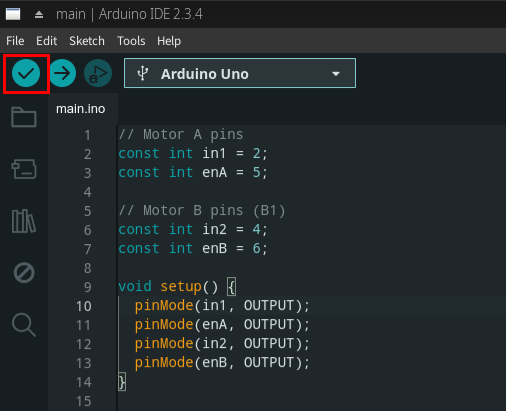 main | Arduino IDE 2.3.4
File Edit Sketch Tools Help
Arduino Uno
main.ino
1 // Motor A pins
2 const int in1 = 2;
3 const int enA = 5;
4
5 // Motor B pins (B1)
6 const int in2 = 4;
7 const int enB = 6;
8
9 void setup() {
10   pinMode(in1, OUTPUT);
11   pinMode(enA, OUTPUT);
12   pinMode(in2, OUTPUT);
13   pinMode(enB, OUTPUT);
14 }
15